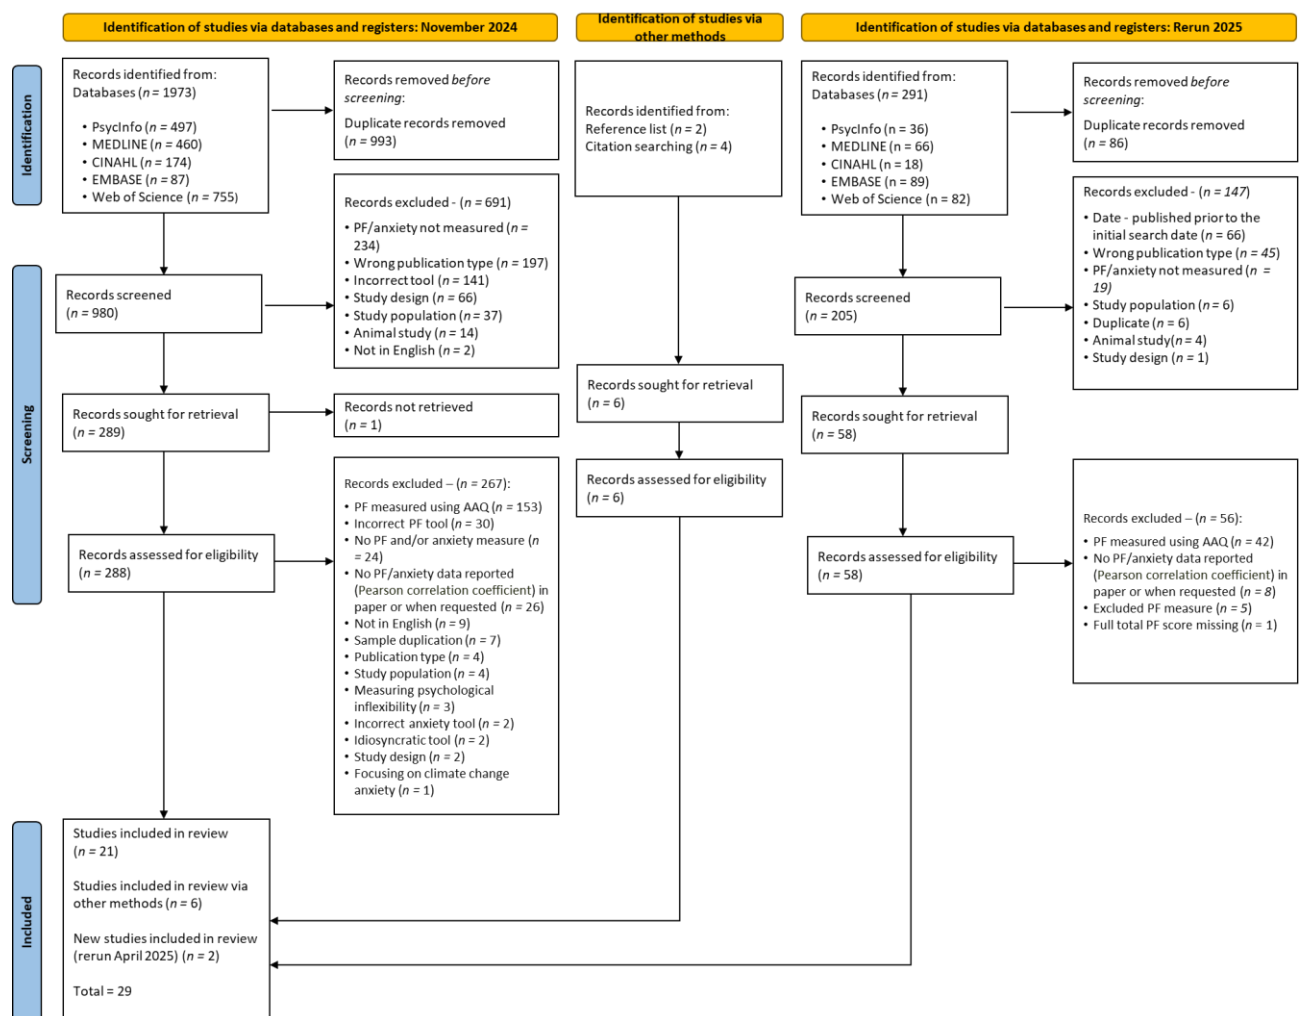 Identification of studies via databases and registers: November 2024
Identification of studies via
other methods
Identification of studies via databases and registers: Rerun 2025
Identification
Records identified from:
Databases (n = 1973)
• PsycInfo (n = 497)
• MEDLINE (n = 460)
• CINAHL (n = 174)
• EMBASE (n = 87)
• Web of Science (n = 755)
Records removed before
screening:
Duplicate records removed
(n = 993)
Records identified from:
Reference list (n = 2)
Citation searching (n = 4)
Records identified from:
Databases (n = 291)
• PsycInfo (n = 36)
• MEDLINE (n = 66)
• CINAHL (n = 18)
• EMBASE (n = 89)
• Web of Science (n = 82)
Records removed before
screening:
Duplicate records removed
(n = 86)
Screening
Records screened
(n = 980)
Records excluded - (n = 691)
• PF/anxiety not measured (n =
234)
• Wrong publication type (n = 197)
• Incorrect tool (n = 141)
• Study design (n = 66)
• Study population (n = 37)
• Animal study (n = 14)
• Not in English (n = 2)
Records screened
(n = 205)
Records excluded - (n = 147)
• Date - published prior to the
initial search date (n = 66)
• Wrong publication type (n = 45)
• PF/anxiety not measured (n =
19)
• Study population (n = 6)
• Duplicate (n = 6)
• Animal study(n = 4)
• Study design (n = 1)
Records sought for retrieval
(n = 289)
Records not retrieved
(n = 1)
Records sought for retrieval
(n = 6)
Records sought for retrieval
(n = 58)
Records assessed for eligibility
(n = 288)
Records excluded – (n = 267):
• PF measured using AAQ (n = 153)
• Incorrect PF tool (n = 30)
• No PF and/or anxiety measure (n
= 24)
• No PF/anxiety data reported
(Pearson correlation coefficient) in
paper or when requested (n = 26)
• Not in English (n = 9)
• Sample duplication (n = 7)
• Publication type (n = 4)
• Study population (n = 4)
• Measuring psychological
inflexibility (n = 3)
• Incorrect anxiety tool (n = 2)
• Idiosyncratic tool (n = 2)
• Study design (n = 2)
• Focusing on climate change
anxiety (n = 1)
Records assessed for eligibility
(n = 6)
Records assessed for eligibility
(n = 58)
Records excluded – (n = 56):
• PF measured using AAQ (n = 42)
• No PF/anxiety data reported
(Pearson correlation coefficient) in
paper or when requested (n = 8)
• Excluded PF measure (n = 5)
• Full total PF score missing (n = 1)
Included
Studies included in review
(n = 21)
Studies included in review via
other methods (n = 6)
New studies included in review
(rerun April 2025) (n = 2)
Total = 29